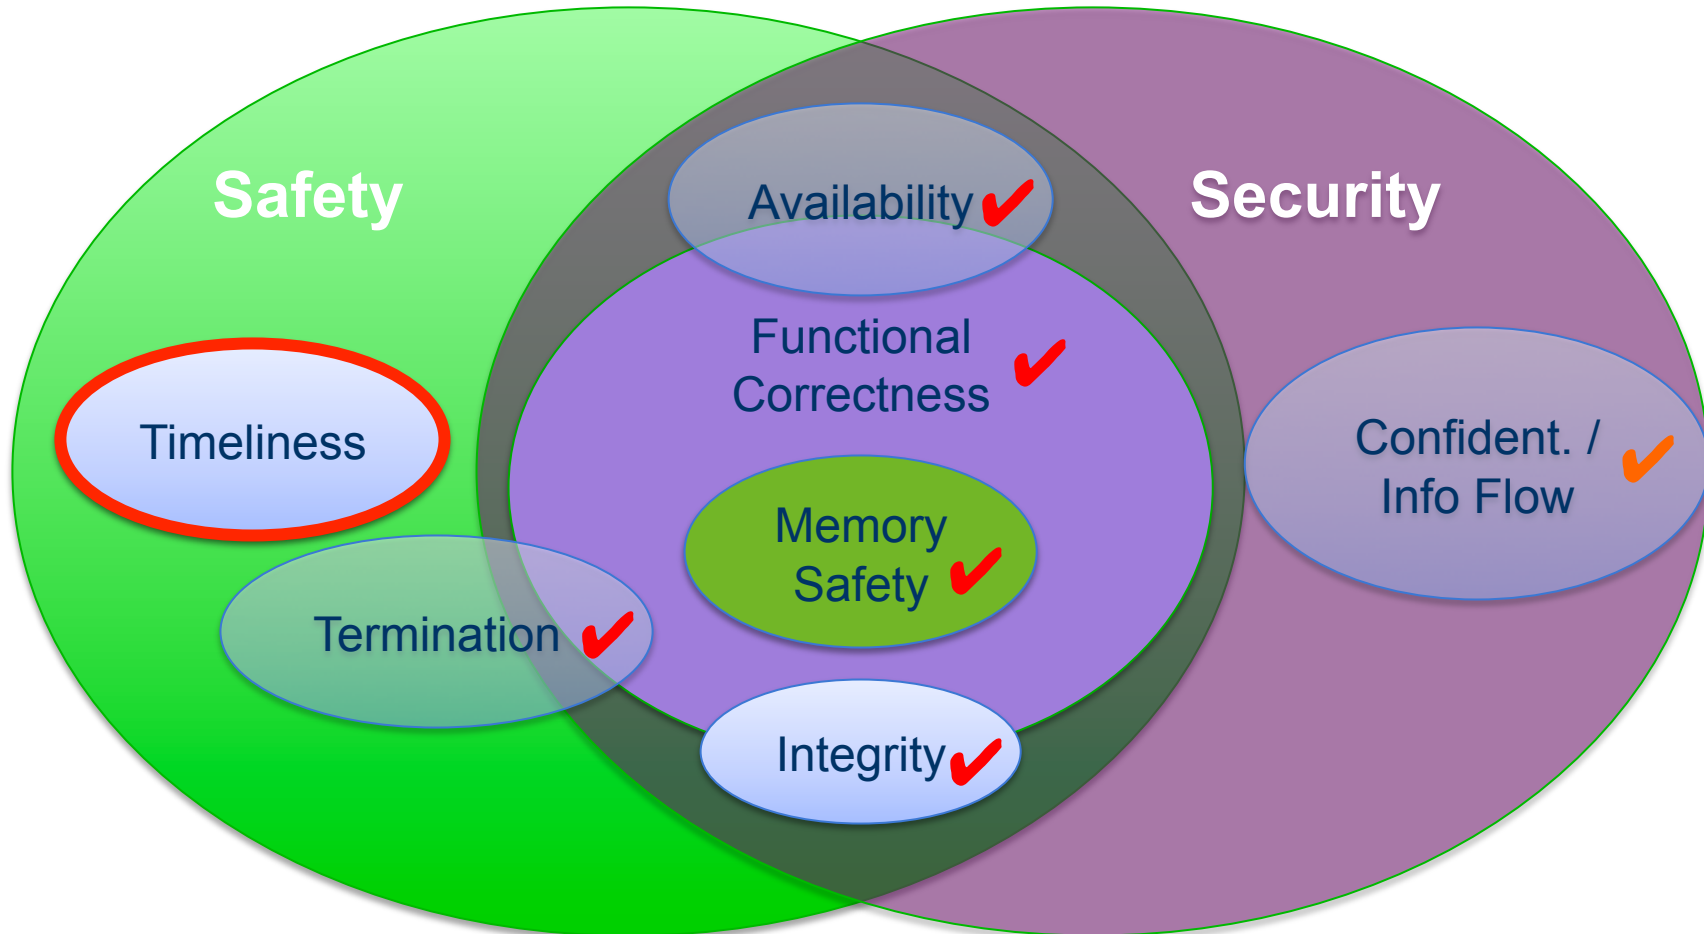 Safety
Security
Availability ✔
Functional
Correctness ✔
Timeliness
Confident. /
Info Flow ✔
Memory
Safety ✔
Termination ✔
Integrity ✔